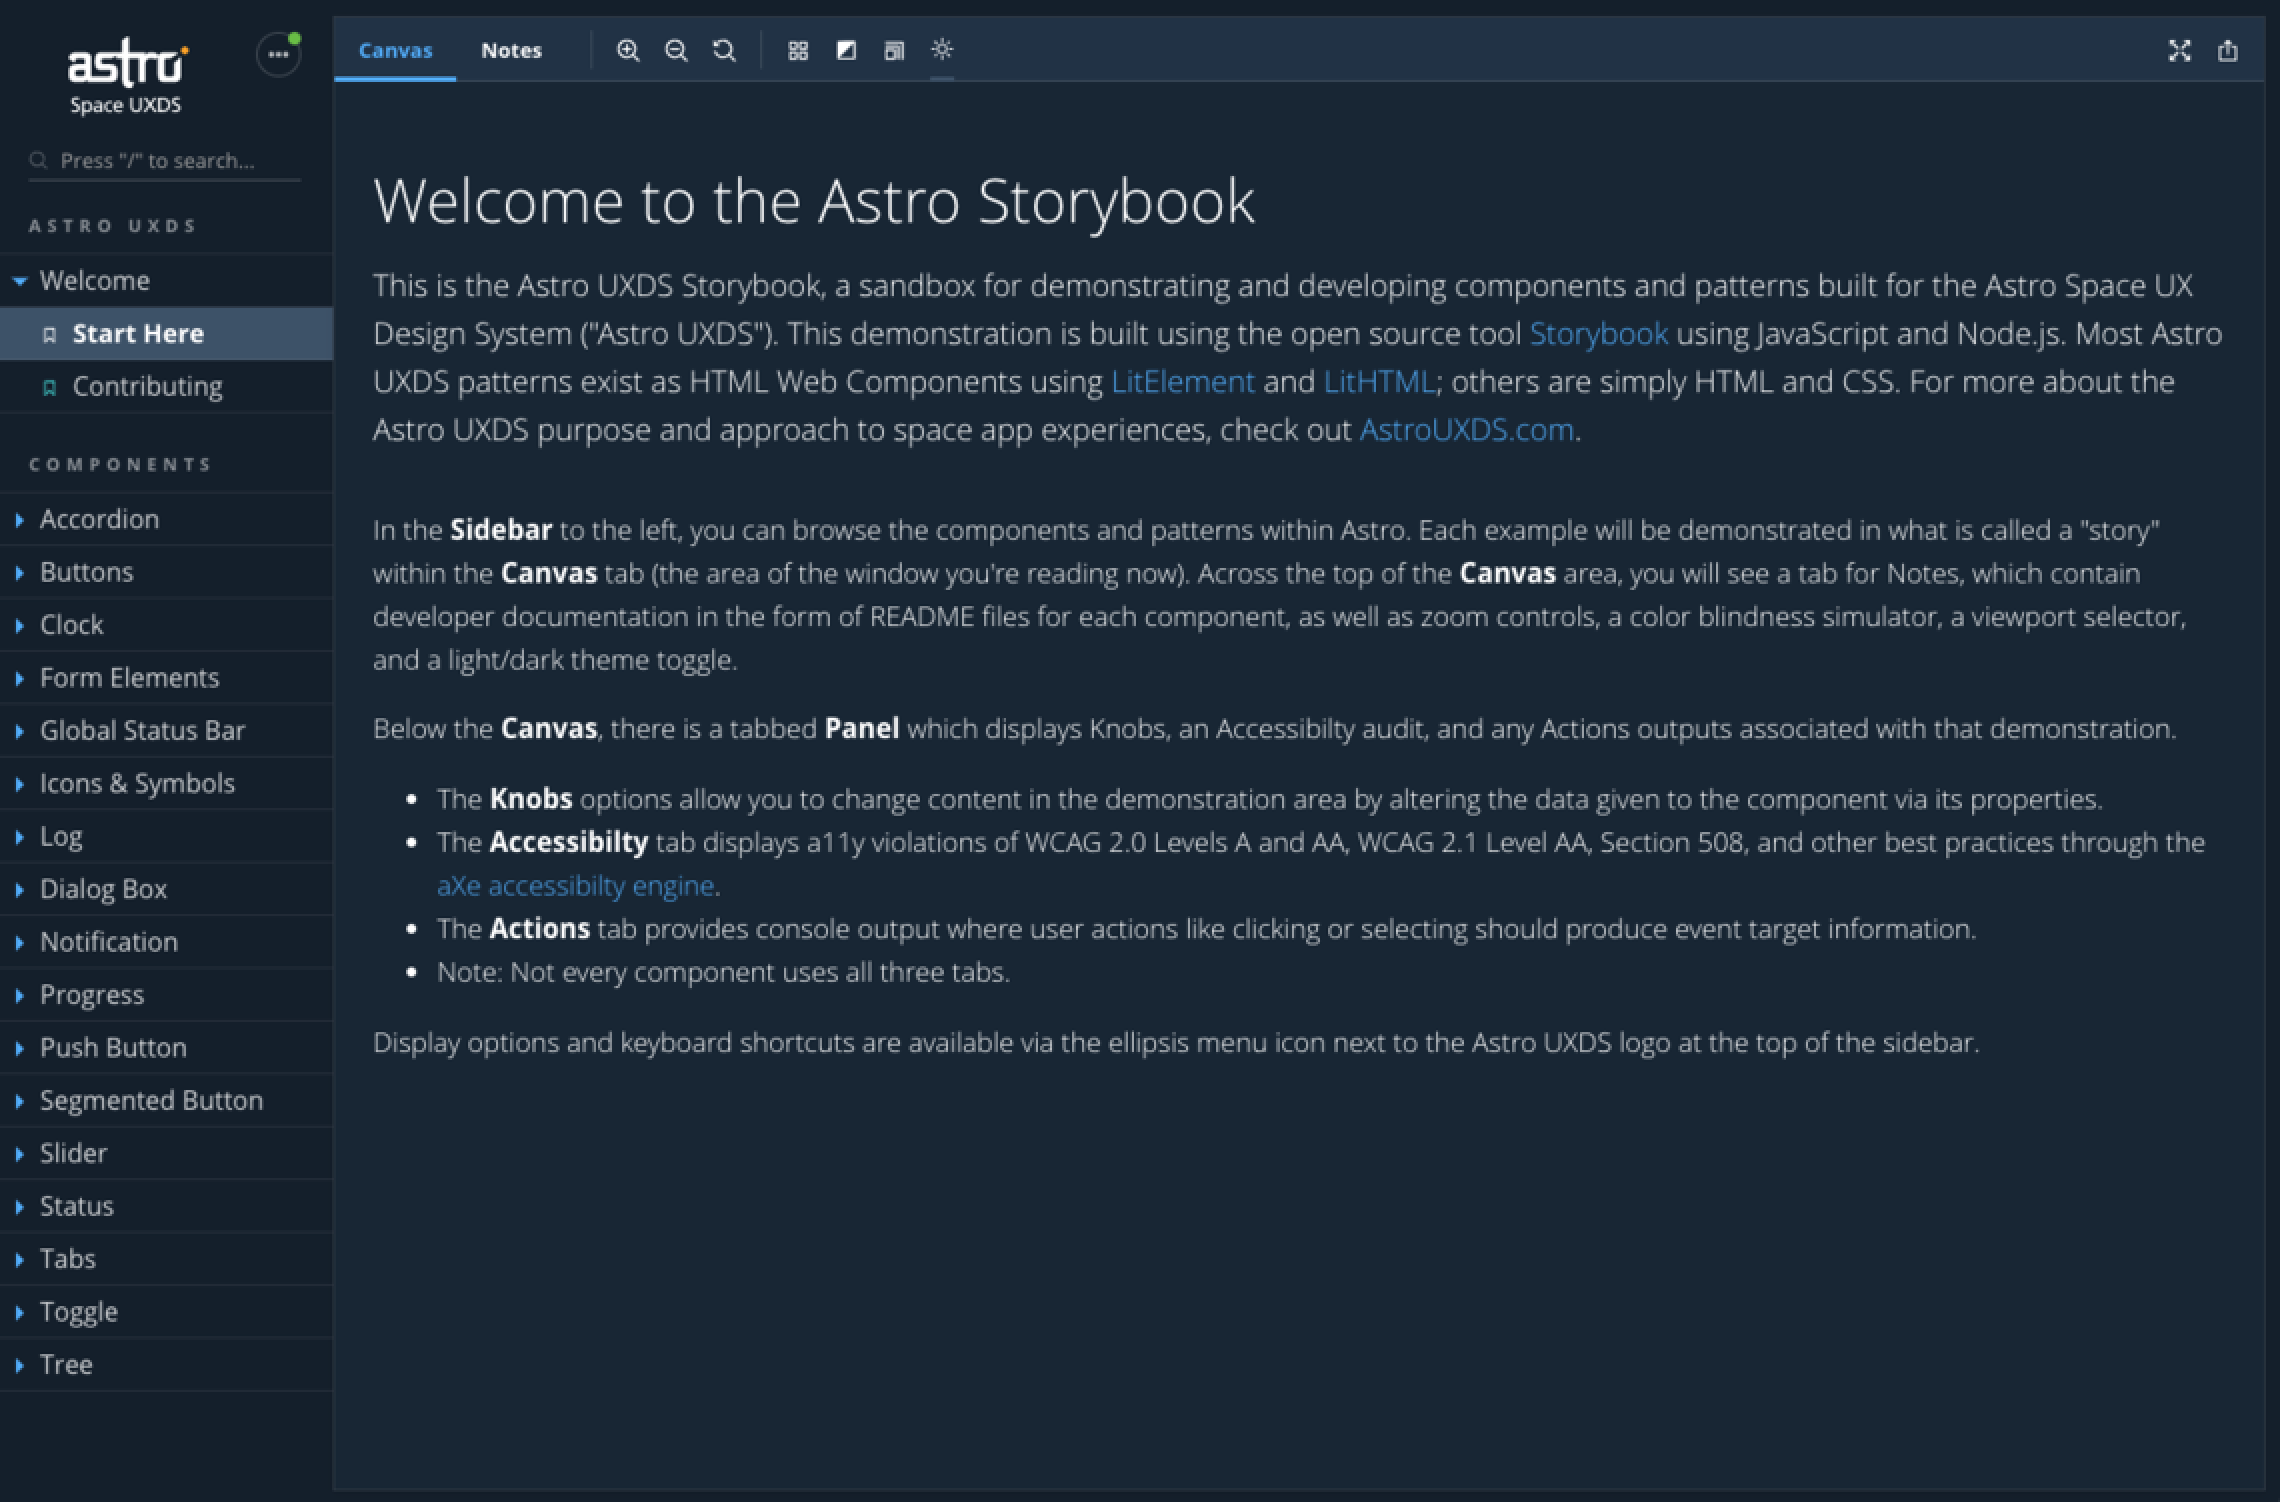 astro
Space UXDS
Press "/" to search...
ASTRO UXDS
Welcome
Start Here
Contributing
COMPONENTS
Accordion
Buttons
Clock
Form Elements
Global Status Bar
Icons & Symbols
Log
Dialog Box
Notification
Progress
Push Button
Segmented Button
Slider
Status
Tabs
Toggle
Tree
Canvas Notes
Welcome to the Astro Storybook
This is the Astro UXDS Storybook, a sandbox for demonstrating and developing components and patterns built for the Astro Space UX
Design System ("Astro UXDS"). This demonstration is built using the open source tool Storybook using JavaScript and Node.js. Most Astro
UXDS patterns exist as HTML Web Components using LitElement and LitHTML; others are simply HTML and CSS. For more about the
Astro UXDS purpose and approach to space app experiences, check out AstroUXDS.com.
In the Sidebar to the left, you can browse the components and patterns within Astro. Each example will be demonstrated in what is called a "story"
within the Canvas tab (the area of the window you're reading now). Across the top of the Canvas area, you will see a tab for Notes, which contain
developer documentation in the form of README files for each component, as well as zoom controls, a color blindness simulator, a viewport selector,
and a light/dark theme toggle.
Below the Canvas, there is a tabbed Panel which displays Knobs, an Accessibilty audit, and any Actions outputs associated with that demonstration.
• The Knobs options allow you to change content in the demonstration area by altering the data given to the component via its properties.
• The Accessibilty tab displays a11y violations of WCAG 2.0 Levels A and AA, WCAG 2.1 Level AA, Section 508, and other best practices through the
aXe accessibilty engine.
• The Actions tab provides console output where user actions like clicking or selecting should produce event target information.
• Note: Not every component uses all three tabs.
Display options and keyboard shortcuts are available via the ellipsis menu icon next to the Astro UXDS logo at the top of the sidebar.